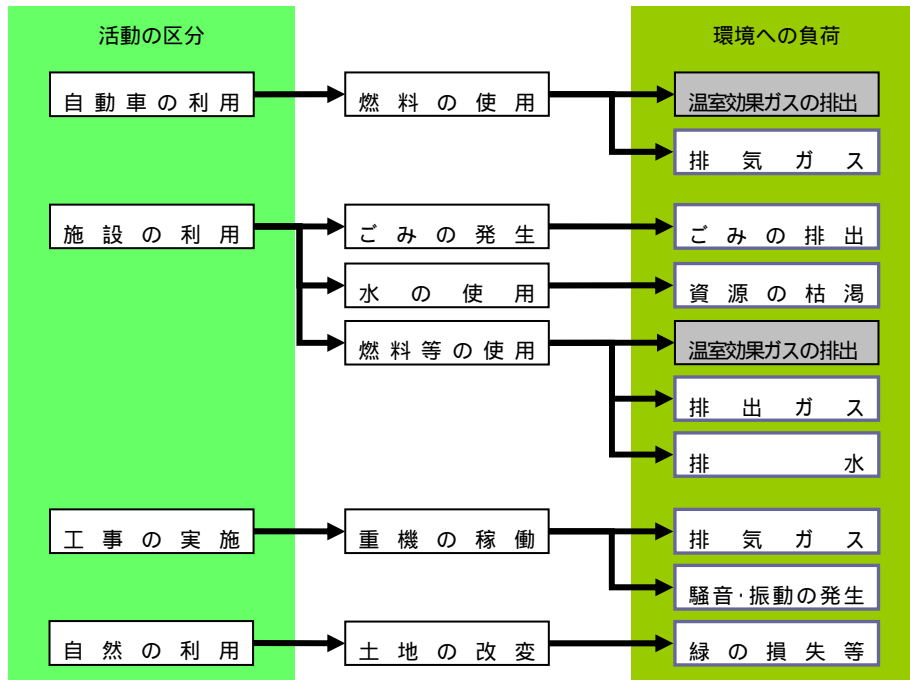 活動の区分
環境への負荷
自動車の利用
燃料の使用
温室効果ガスの排出
排気ガス
施設の利用
ごみの発生
ごみの排出
水の使用
資源の枯渇
燃料等の使用
温室効果ガスの排出
排出ガス
排水
工事の実施
重機の稼働
排気ガス
騒音・振動の発生
自然の利用
土地の改変
緑の損失等